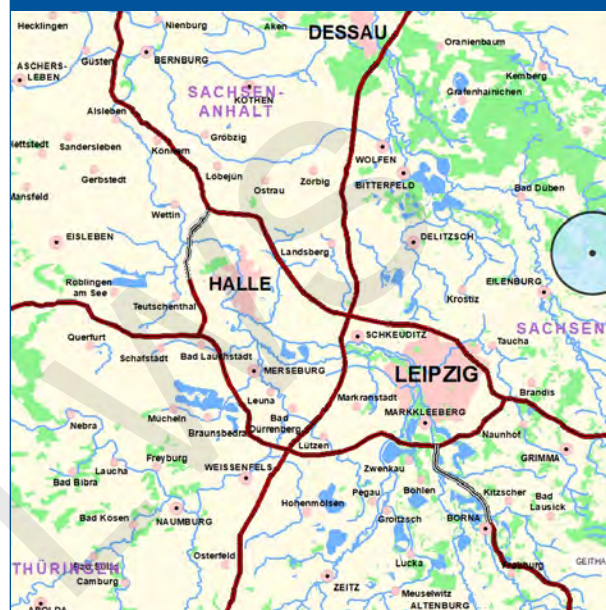 Hecklingen
Nienburg
Aken
DESSAU
Oranienbaum
Güsten
BERNBURG
ASCHERS-
LEBEN
SACHSEN-
ANHALT
KÖTHEN
Kemberg
Gräfenhainichen
Alsleben
Gröbzig
Sandersleben
Könnern
WOLFEN
Gerbstedt
Löbejün
Ostrau
Zörbig
BITTERFELD
Bad Düben
Wettin
EISLEBEN
Landsberg
DELITZSCH
HALLE
Röblingen
am See
Teutschenthal
Krostiz
EILENBURG
SACHSEN
Querfurt
Schafstädt
Bad Lauchstädt
SCHKEUDITZ
Taucha
MERSEBURG
LEIPZIG
Leuna
Markranstädt
Brandis
Nebra
Mücheln
Braunsbedra
Bad
Dürrenberg
MARKKLEEBERG
Lützen
Naunhof
GRIMMA
Laucha
Bad Bibra
Freyburg
WEISSENFELS
Zwenkau
Pegau
Böhlen
Kitzscher
Bad
Lausick
Bad Kösen
NAUMBURG
Hohenmölsen
Groitzsch
BORNA
THÜRINGEN
Camburg
Osterfeld
Lucka
Frohburg
ZEITZ
Meuselwitz
ALTENBURG